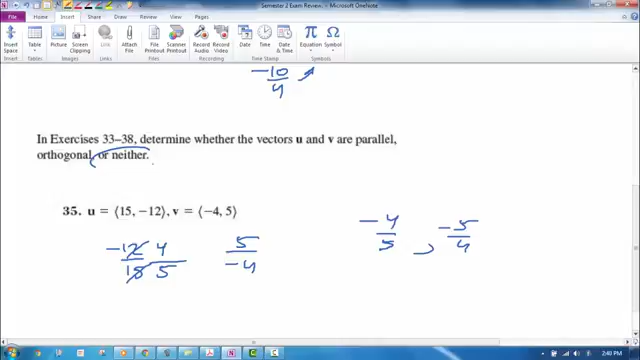 Semester 2 Exam Review - Microsoft OneNote
File Home Insert Share Draw Review View
Insert Space
Table
Picture
Screen Clipping
Link
Attach File
File Printout
Scanner Printout
Record Audio
Record Video
Date
Time
Date & Time
Equation
Symbol
Insert Tables Images Links Files Recording Time Stamp Symbols
-10
4
In Exercises 33–38, determine whether the vectors u and v are parallel,
orthogonal, or neither.
35. u = ⟨15, −12⟩, v = ⟨−4, 5⟩
-12 4
15 5
5
-4
-4
5 , -5
4
2:40 PM